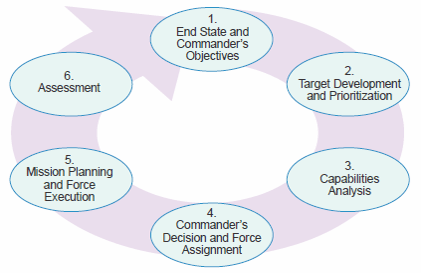 1.
End State and
Commander's
Objectives
2.
Target Development
and Prioritization
3.
Capabilities
Analysis
4.
Commander's
Decision and Force
Assignment
5.
Mission Planning
and Force
Execution
6.
Assessment